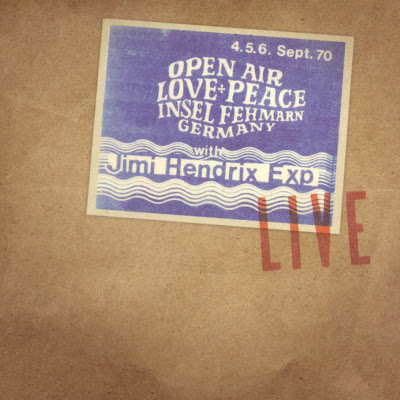 4.5.6. Sept. 70
OPEN AIR
LOVE+PEACE
INSEL FEHMARN
GERMANY
with
Jimi Hendrix Exp
LIVE